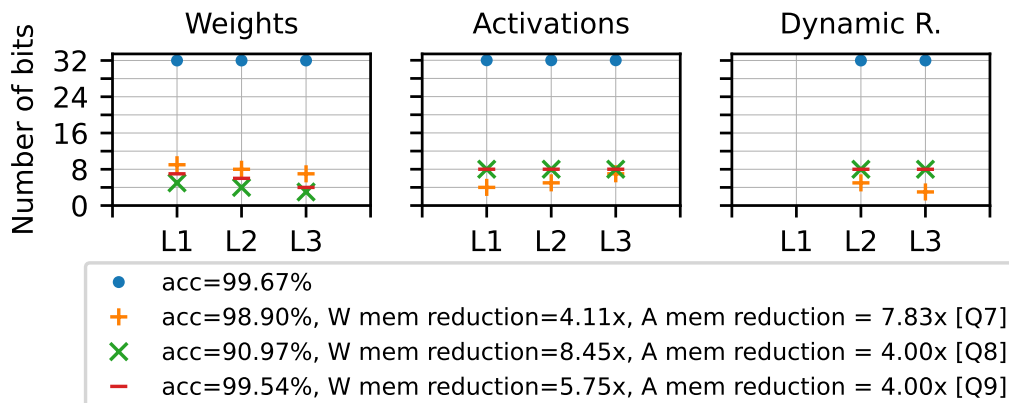 Weights
Activations
Dynamic R.
Number of bits
32
24
16
8
0
L1 L2 L3
L1 L2 L3
L1 L2 L3
acc=99.67%
acc=98.90%, W mem reduction=4.11x, A mem reduction = 7.83x [Q7]
acc=90.97%, W mem reduction=8.45x, A mem reduction = 4.00x [Q8]
acc=99.54%, W mem reduction=5.75x, A mem reduction = 4.00x [Q9]